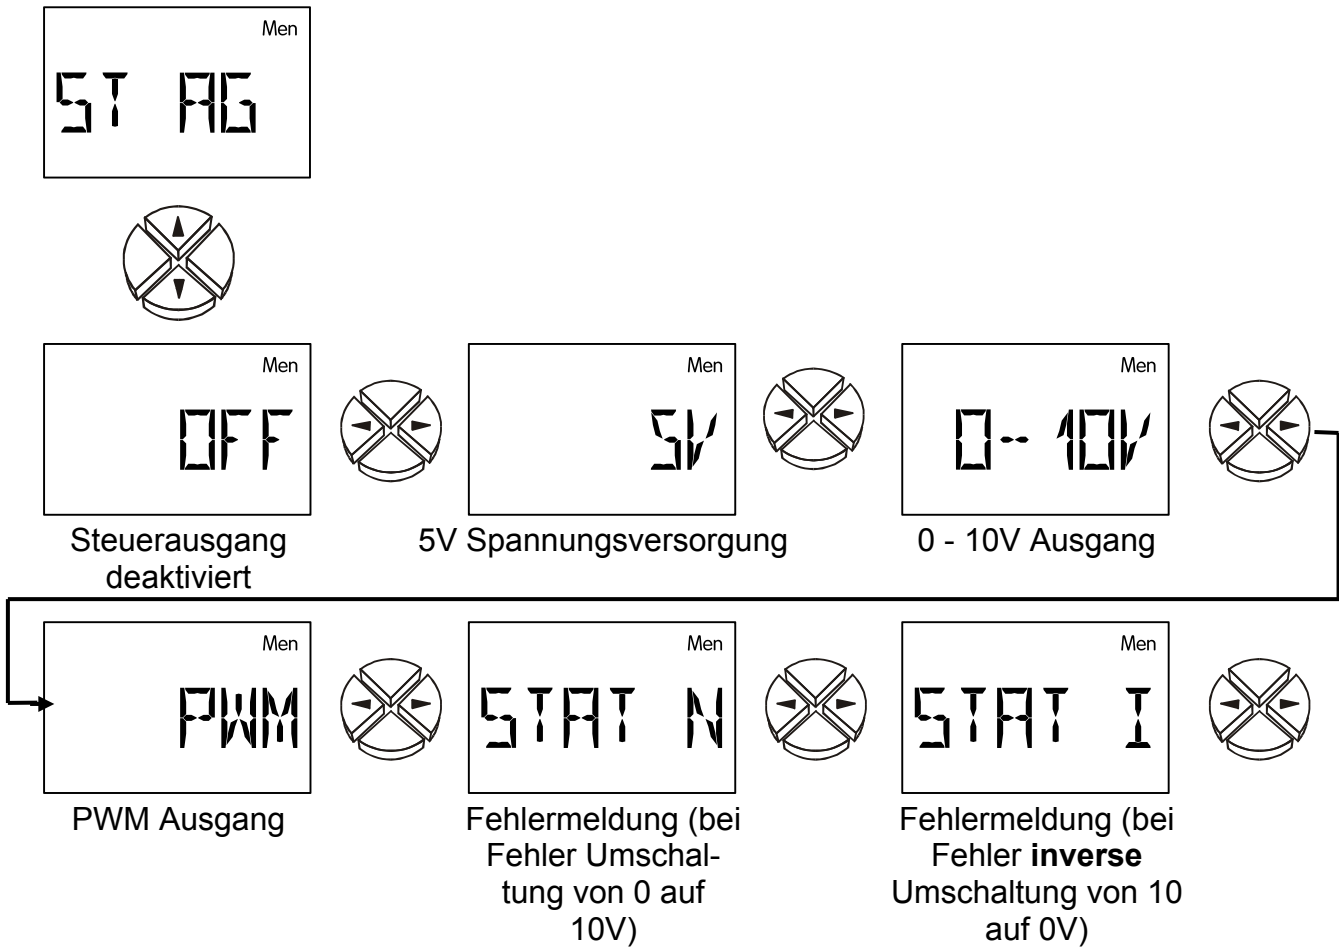 Men
ST AG
Men
OFF
Men
5V
Men
0-- 10V
Steuerausgang
deaktiviert
5V Spannungsversorgung
0 - 10V Ausgang
Men
PWM
Men
STAT N
Men
STAT I
PWM Ausgang
Fehlermeldung (bei
Fehler Umschal-
tung von 0 auf
10V)
Fehlermeldung (bei
Fehler inverse
Umschaltung von 10
auf 0V)